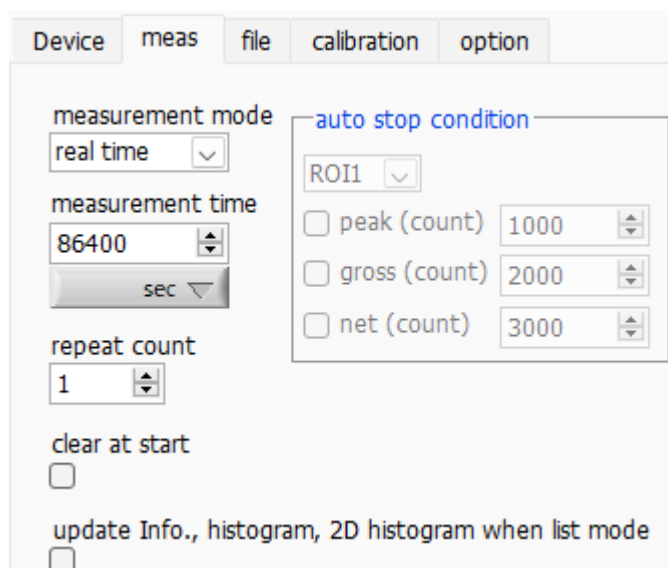 Device meas file calibration option
measurement mode
real time
measurement time
86400
sec
repeat count
1
clear at start
auto stop condition
ROI1
peak (count) 1000
gross (count) 2000
net (count) 3000
update Info., histogram, 2D histogram when list mode